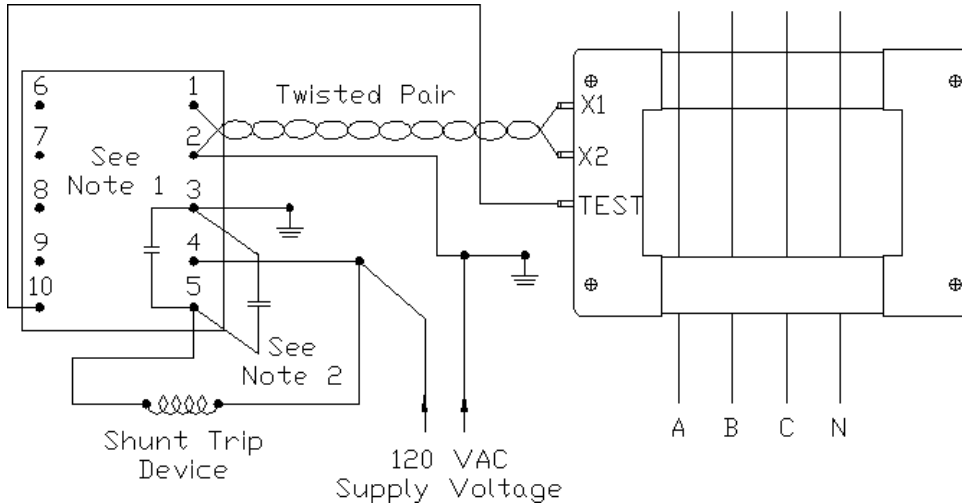 6
7
8
9
10
1
2
3
4
5
See
Note 1
Twisted Pair
X1
X2
TEST
See
Note 2
Shunt Trip
Device
120 VAC
Supply Voltage
A B C N